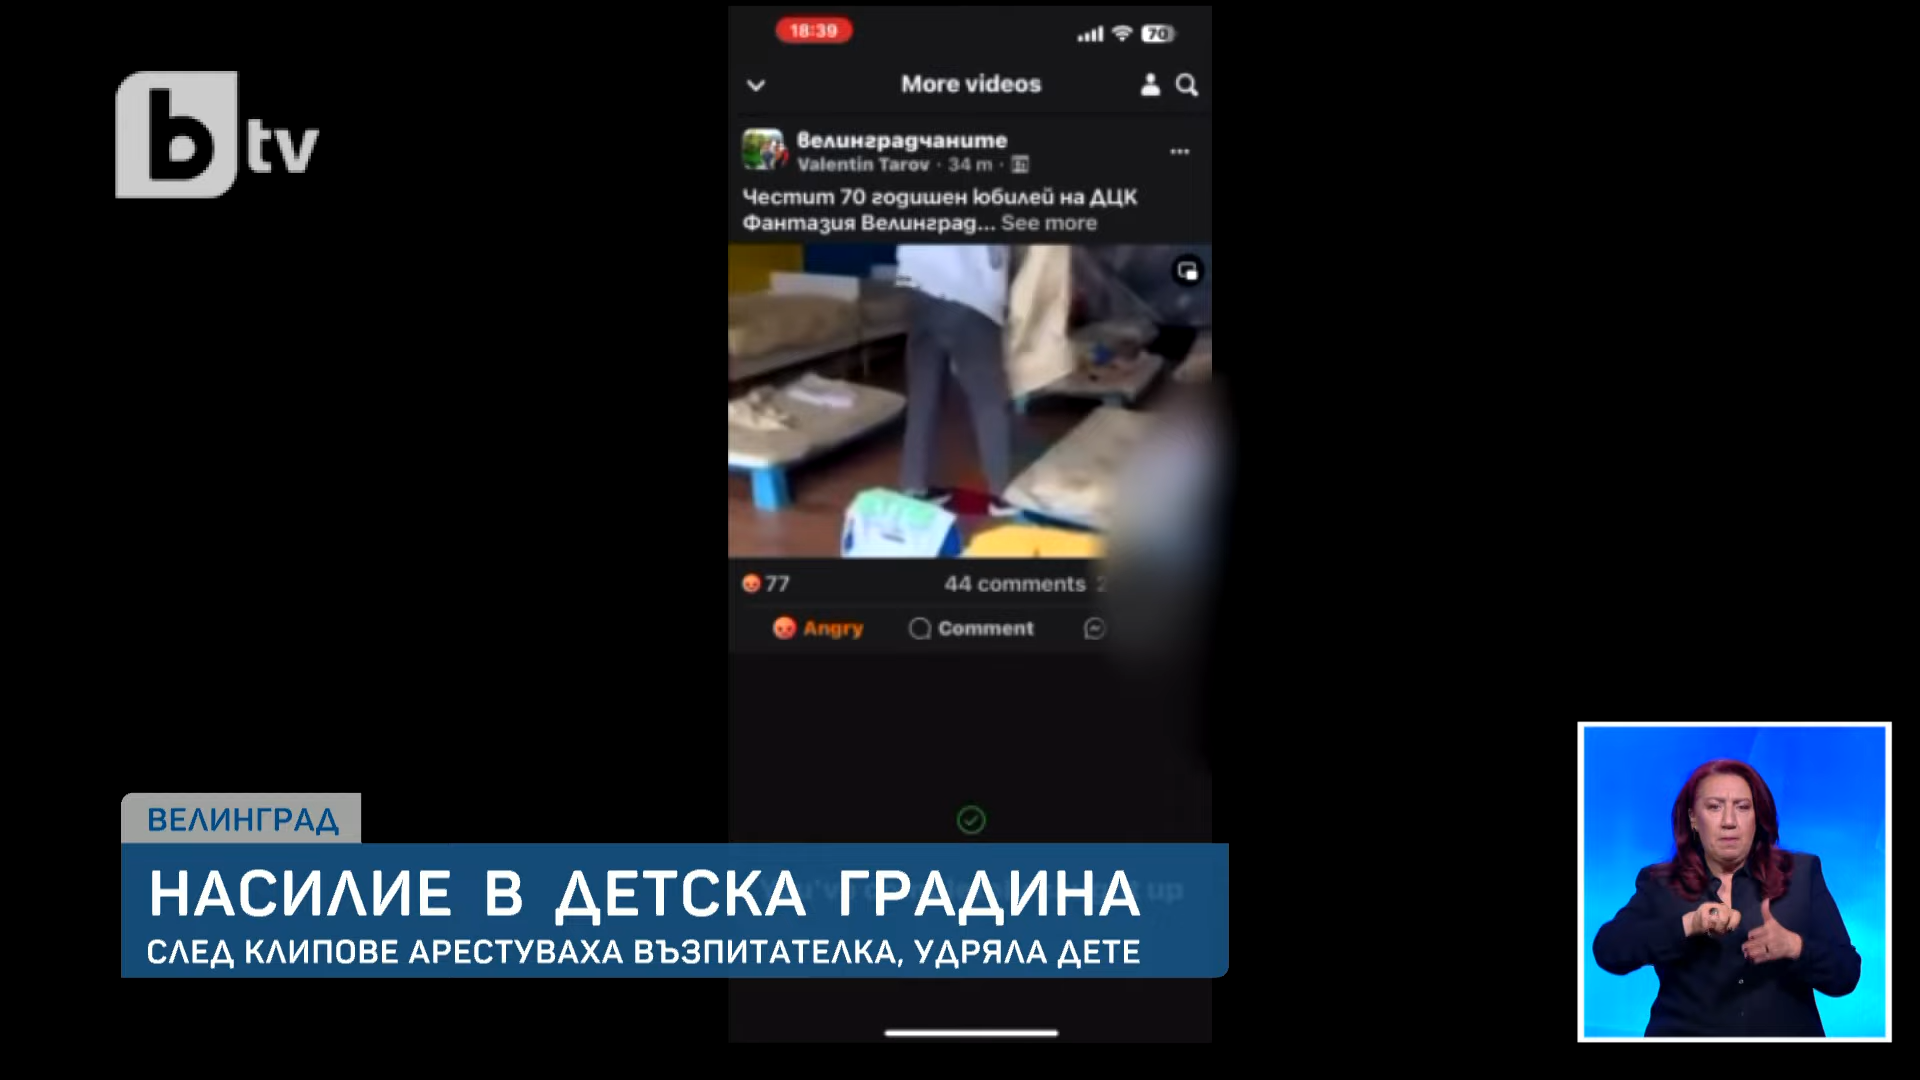 18:39
70
More videos
b tv
велинградчаните
Valentin Tarov · 34 m ·
Честит 70 годишен юбилей на ДЦК
Фантазия Велинград... See more
77
44 comments
Angry
Comment
ВЕЛИНГРАД
НАСИЛИЕ В ДЕТСКА ГРАДИНА
СЛЕД КЛИПОВЕ АРЕСТУВАХА ВЪЗПИТАТЕЛКА, УДРЯЛА ДЕТЕ